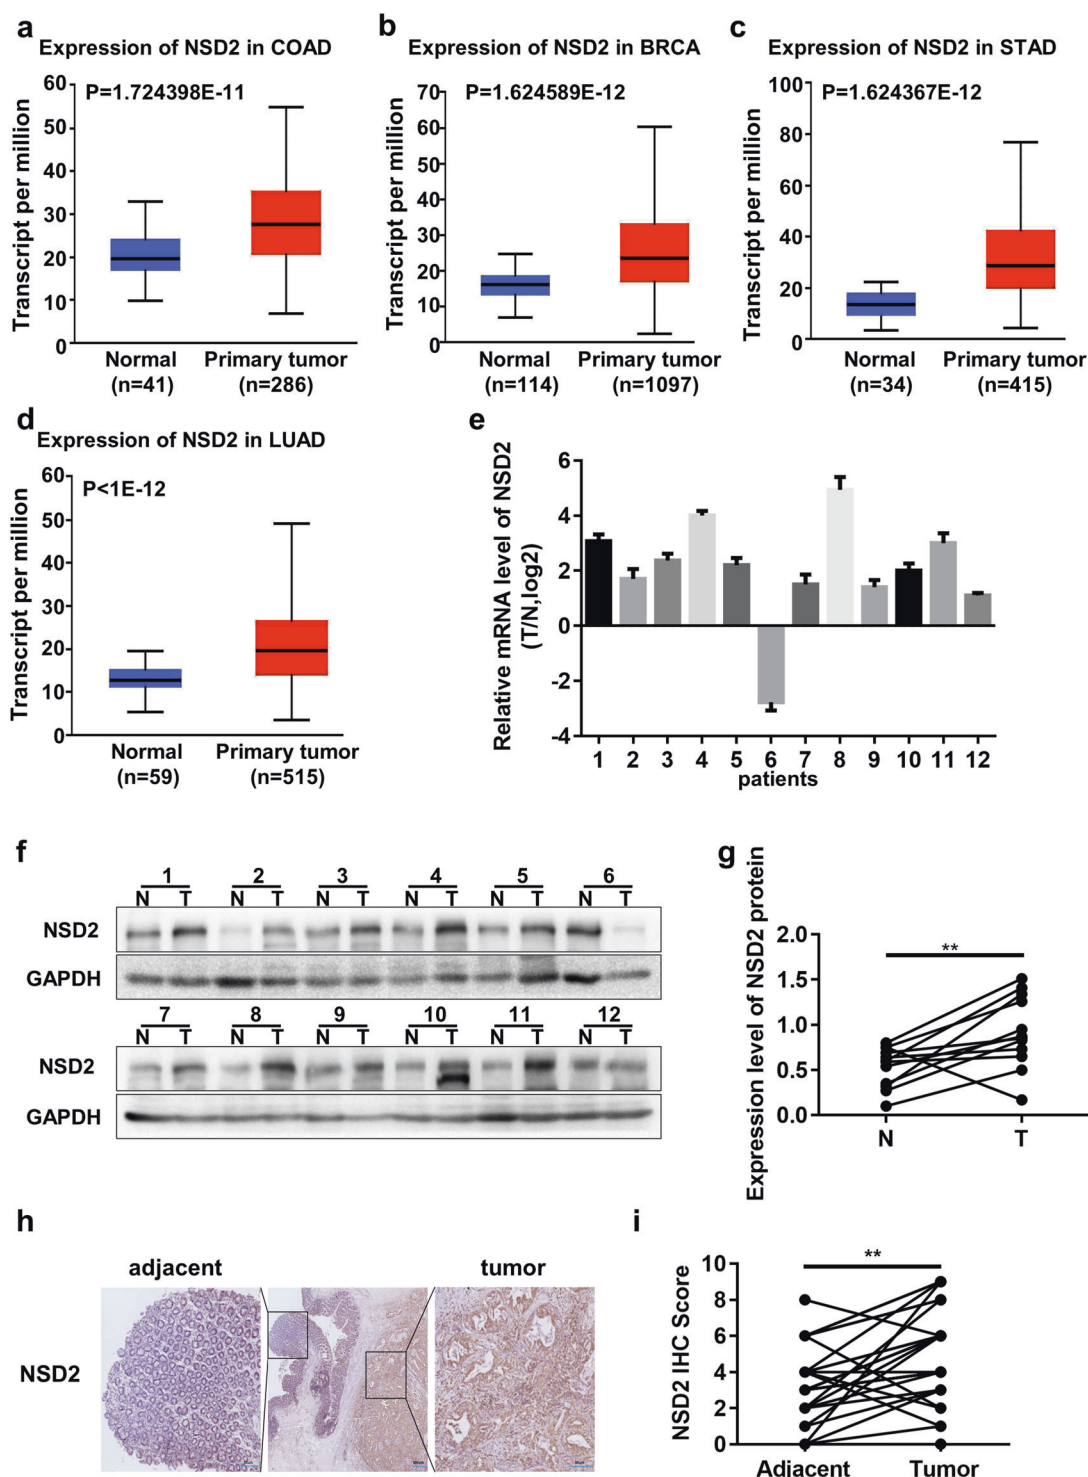 a
Expression of NSD2 in COAD
P=1.724398E-11
Transcript per million
60
50
40
30
20
10
0
Normal
(n=41)
Primary tumor
(n=286)
b
Expression of NSD2 in BRCA
P=1.624589E-12
Transcript per million
70
60
50
40
30
20
10
0
Normal
(n=114)
Primary tumor
(n=1097)
c
Expression of NSD2 in STAD
P=1.624367E-12
Transcript per million
100
80
60
40
20
0
Normal
(n=34)
Primary tumor
(n=415)
d
Expression of NSD2 in LUAD
P<1E-12
Transcript per million
60
50
40
30
20
10
0
Normal
(n=59)
Primary tumor
(n=515)
e
Relative mRNA level of NSD2
(T/N,log2)
6
4
2
0
-2
-4
1 2 3 4 5 6 7 8 9 10 11 12
patients
f
1 2 3 4 5 6
N T N T N T N T N T N T
NSD2
GAPDH
7 8 9 10 11 12
N T N T N T N T N T N T
NSD2
GAPDH
g
Expression level of NSD2 protein
2.0
1.5
1.0
0.5
0.0
**
N T
h
adjacent
tumor
NSD2
i
NSD2 IHC Score
10
8
6
4
2
0
**
Adjacent Tumor